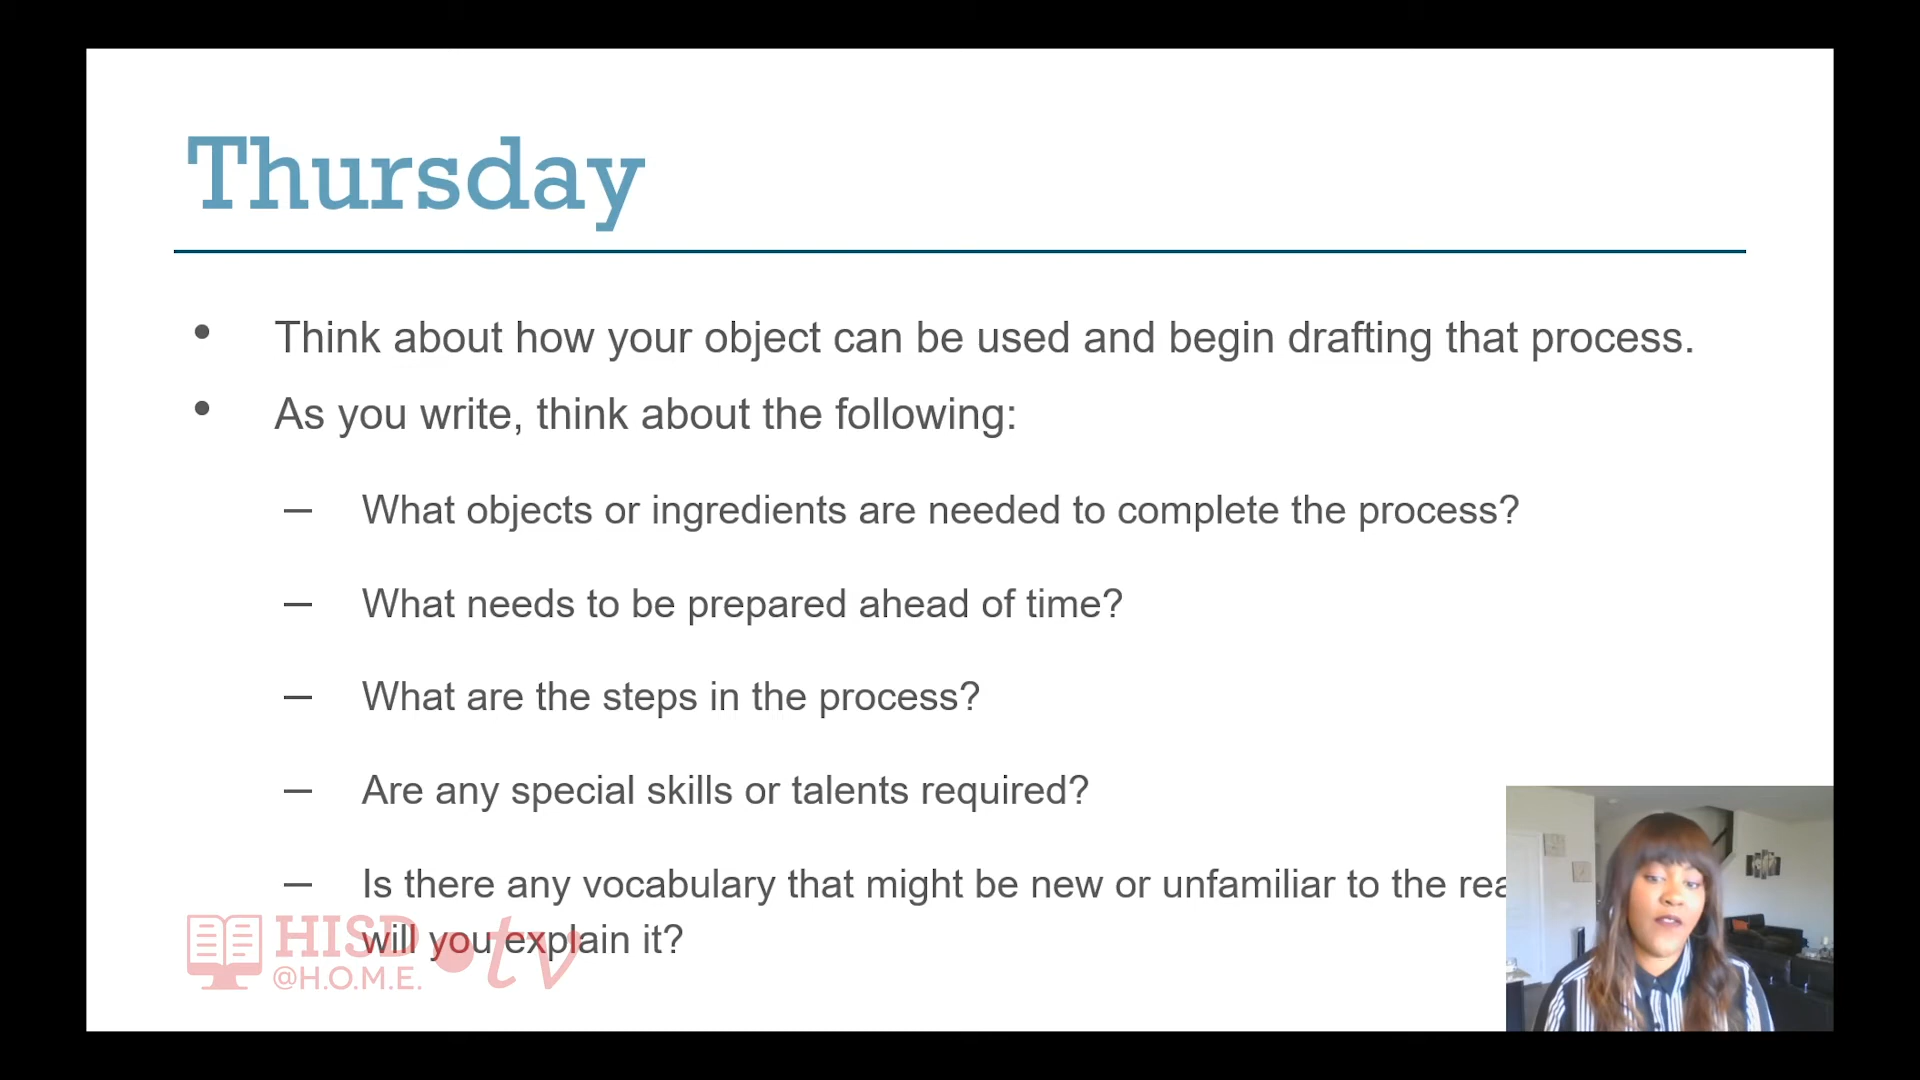 Thursday
• Think about how your object can be used and begin drafting that process.
• As you write, think about the following:
– What objects or ingredients are needed to complete the process?
– What needs to be prepared ahead of time?
– What are the steps in the process?
– Are any special skills or talents required?
– Is there any vocabulary that might be new or unfamiliar to the
will you explain it?
HISD
@H.O.M.E. •tv